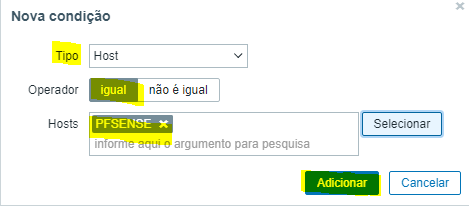 Nova condição
Tipo Host
Operador igual não é igual
Hosts PFSENSE Selecionar
informe aqui o argumento para pesquisa
Adicionar Cancelar